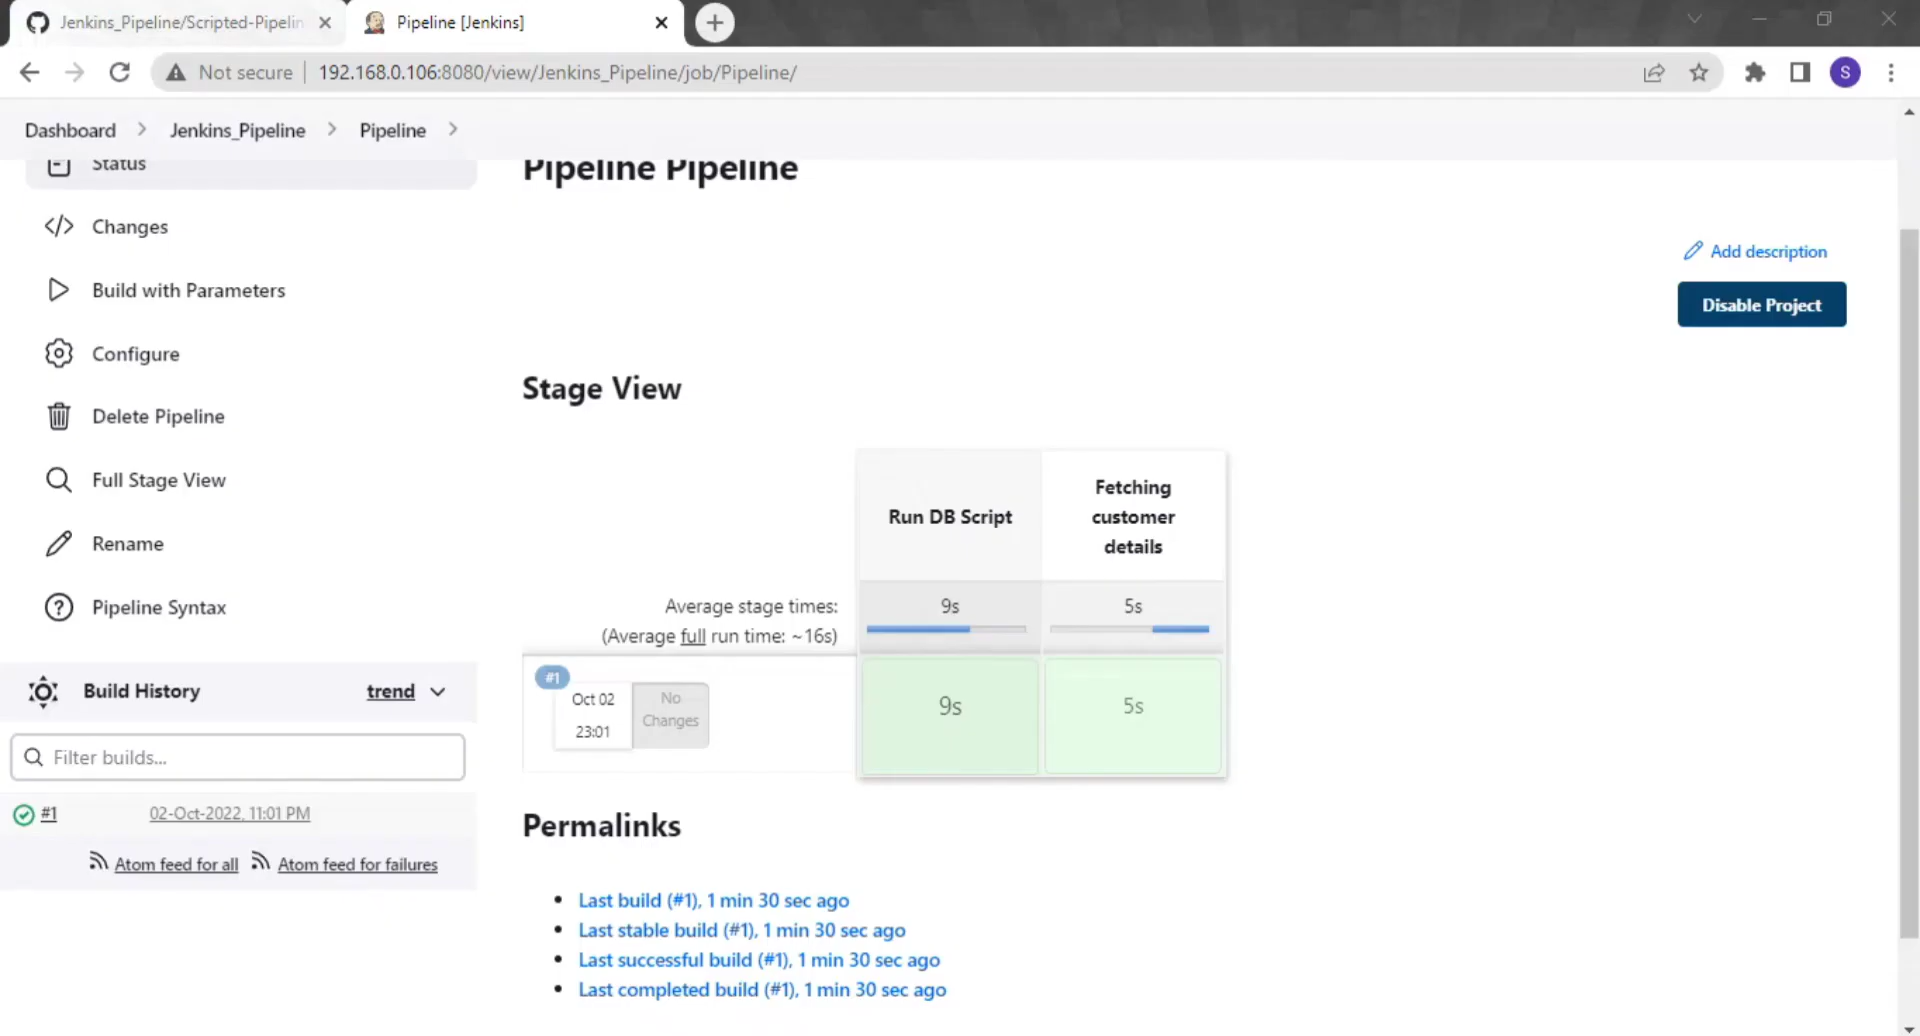 Jenkins_Pipeline/Scripted-Pipelin
Pipeline [Jenkins]
Not secure
192.168.0.106:8080/view/Jenkins_Pipeline/job/Pipeline/
S
Dashboard
Jenkins_Pipeline
Pipeline
Status
Changes
Build with Parameters
Configure
Delete Pipeline
Full Stage View
Rename
Pipeline Syntax
Build History
trend
Filter builds...
#1
02-Oct-2022, 11:01 PM
Atom feed for all
Atom feed for failures
Pipeline Pipeline
Add description
Disable Project
Stage View
Run DB Script
Fetching
customer
details
Average stage times:
(Average full run time: ~16s)
9s
5s
#1
Oct 02
23:01
No
Changes
9s
5s
Permalinks
Last build (#1), 1 min 30 sec ago
Last stable build (#1), 1 min 30 sec ago
Last successful build (#1), 1 min 30 sec ago
Last completed build (#1), 1 min 30 sec ago